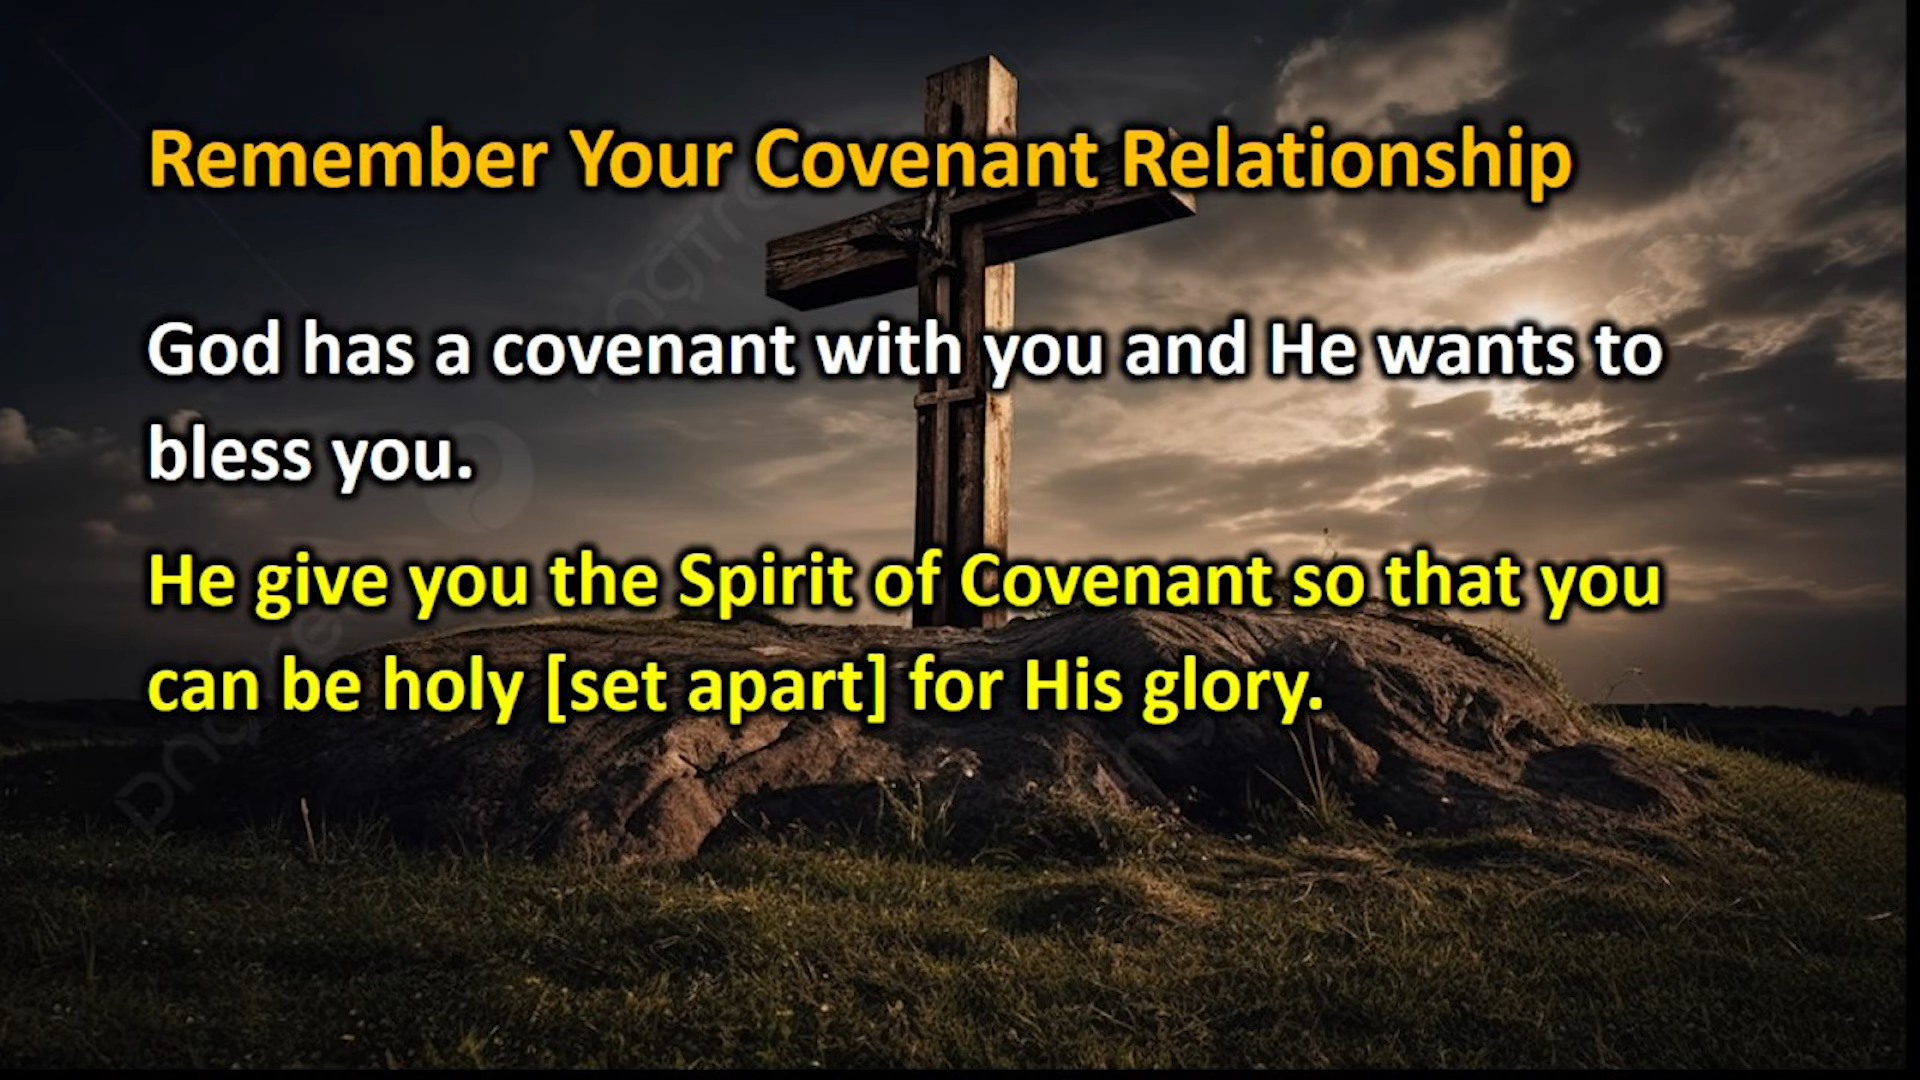 Remember Your Covenant Relationship
God has a covenant with you and He wants to
bless you.
He give you the Spirit of Covenant so that you
can be holy [set apart] for His glory.